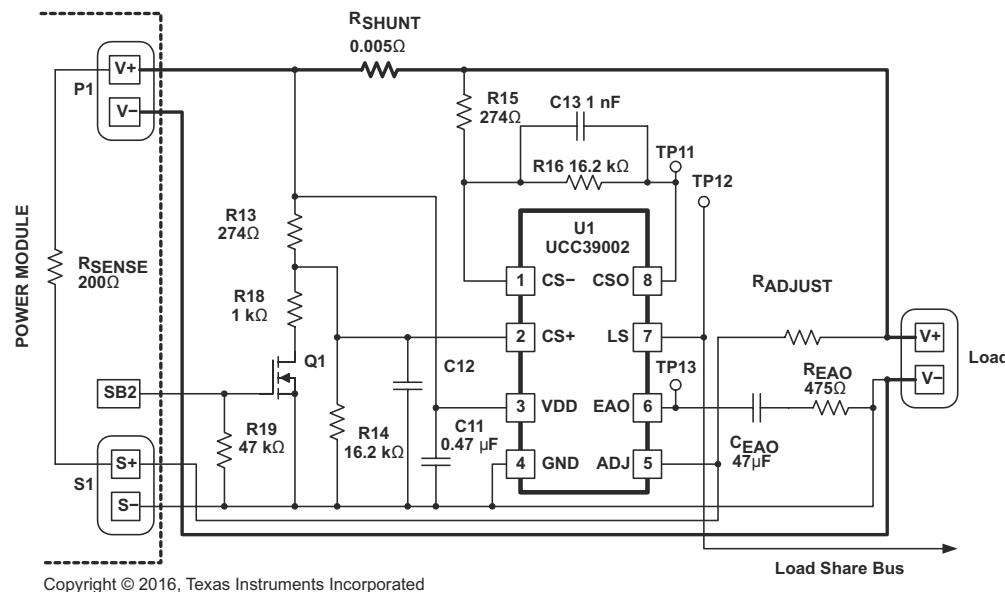 RSHUNT
0.005Ω
P1
V+
V−
R15
274Ω
C13 1 nF
R16 16.2 kΩ
TP11
TP12
POWER MODULE
RSENSE
200Ω
R13
274Ω
R18
1 kΩ
U1
UCC39002
1
CS−
CSO
8
RADJUST
2
CS+
LS
7
V+
V−
Load
Q1
C12
TP13
REAO
475Ω
SB2
3
VDD
EAO
6
R19
47 kΩ
R14
16.2 kΩ
C11
0.47 µF
CEAO
47µF
4
GND
ADJ
5
S1
S+
S−
Load Share Bus
Copyright © 2016, Texas Instruments Incorporated